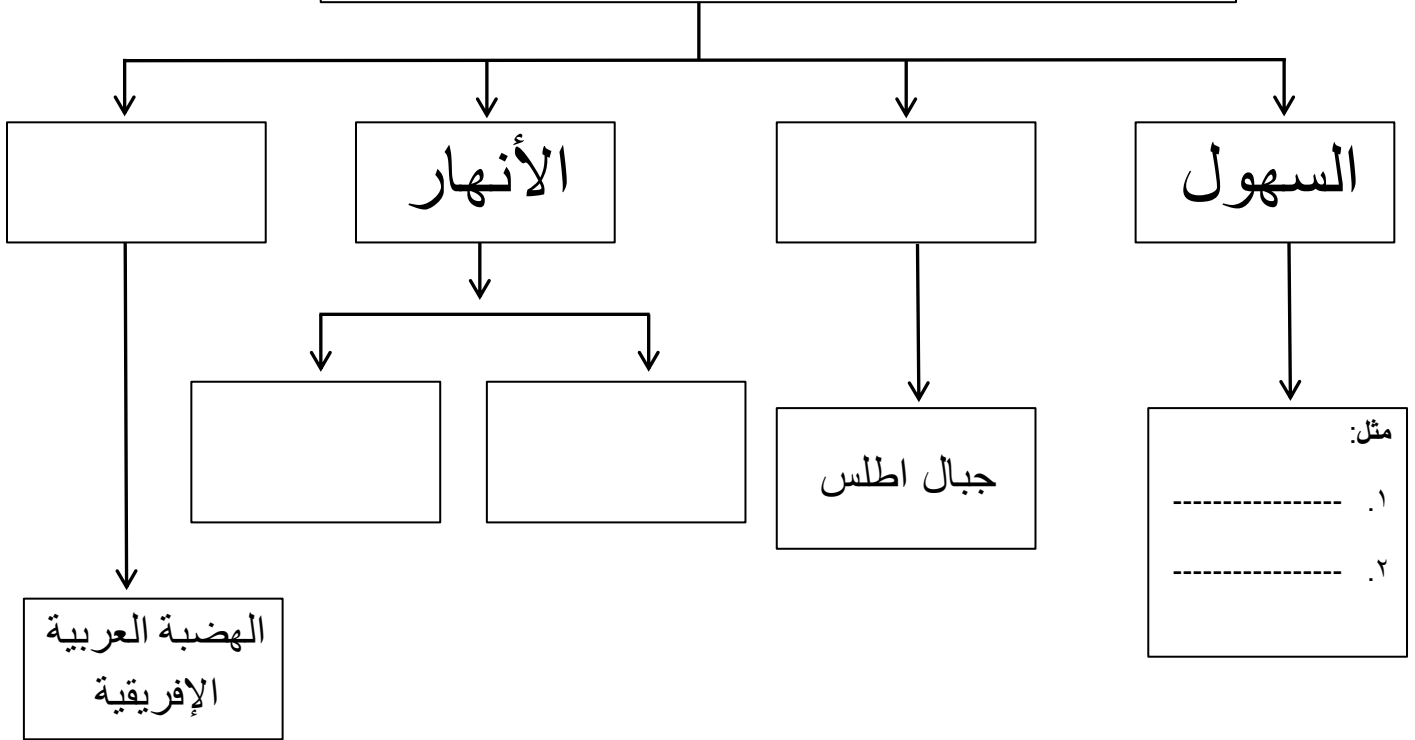 السهول
الأنهار
مثل:
١. -----------------
٢. -----------------
جبال اطلس
الهضبة العربية
الإفريقية